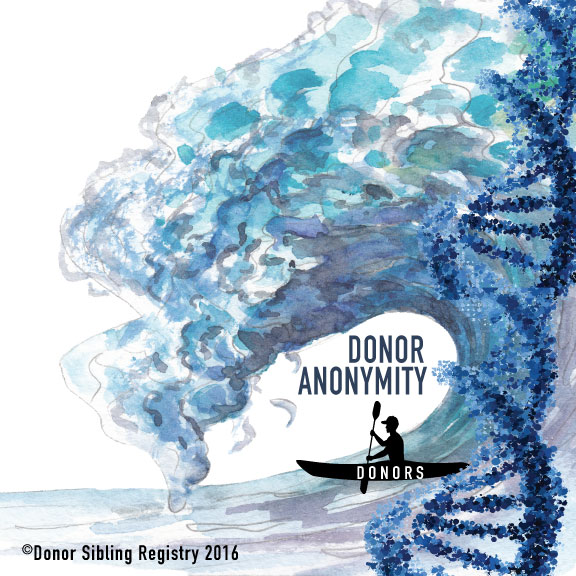 DONOR
ANONYMITY
DONORS
©Donor Sibling Registry 2016